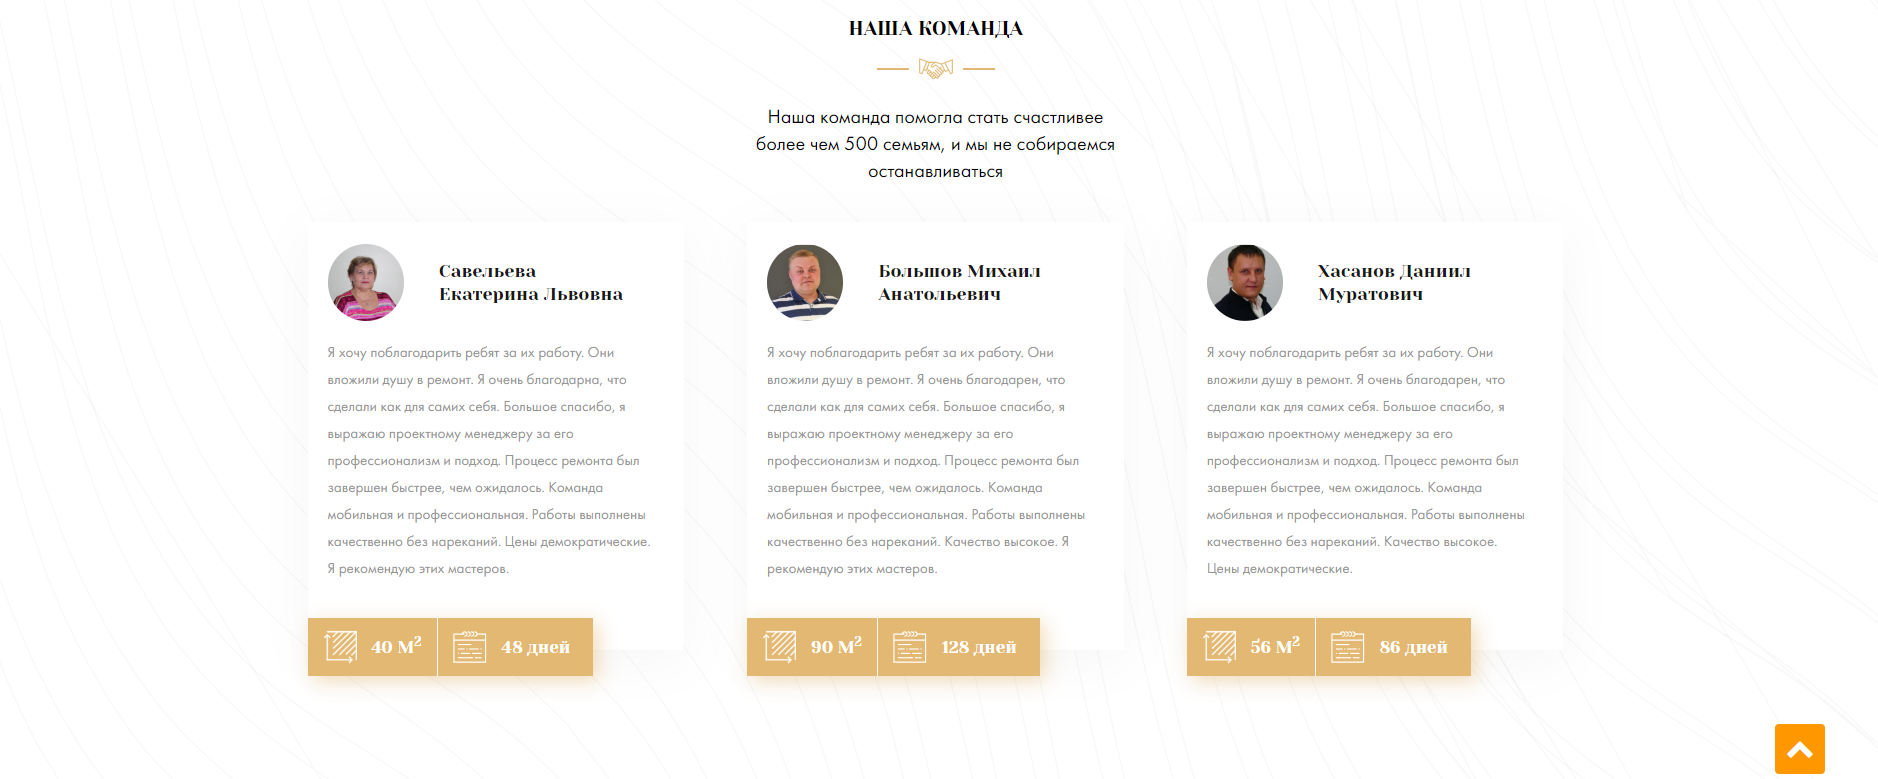 НАША КОМАНДА
Наша команда помогла стать счастливее
более чем 500 семьям, и мы не собираемся
останавливаться
Савельева
Екатерина Львовна
Я хочу поблагодарить ребят за их работу. Они
вложили душу в ремонт. Я очень благодарна, что
сделали как для самих себя. Большое спасибо, я
выражаю проектному менеджеру за его
профессионализм и подход. Процесс ремонта был
завершен быстрее, чем ожидалось. Команда
мобильная и профессиональная. Работы выполнены
качественно без нареканий. Цены демократические.
Я рекомендую этих мастеров.
40 М²
48 дней
Большов Михаил
Анатольевич
Я хочу поблагодарить ребят за их работу. Они
вложили душу в ремонт. Я очень благодарен, что
сделали как для самих себя. Большое спасибо, я
выражаю проектному менеджеру за его
профессионализм и подход. Процесс ремонта был
завершен быстрее, чем ожидалось. Команда
мобильная и профессиональная. Работы выполнены
качественно без нареканий. Качество высокое. Я
рекомендую этих мастеров.
90 М²
128 дней
Хасанов Даниил
Муратович
Я хочу поблагодарить ребят за их работу. Они
вложили душу в ремонт. Я очень благодарен, что
сделали как для самих себя. Большое спасибо, я
выражаю проектному менеджеру за его
профессионализм и подход. Процесс ремонта был
завершен быстрее, чем ожидалось. Команда
мобильная и профессиональная. Работы выполнены
качественно без нареканий. Качество высокое.
Цены демократические.
56 М²
86 дней